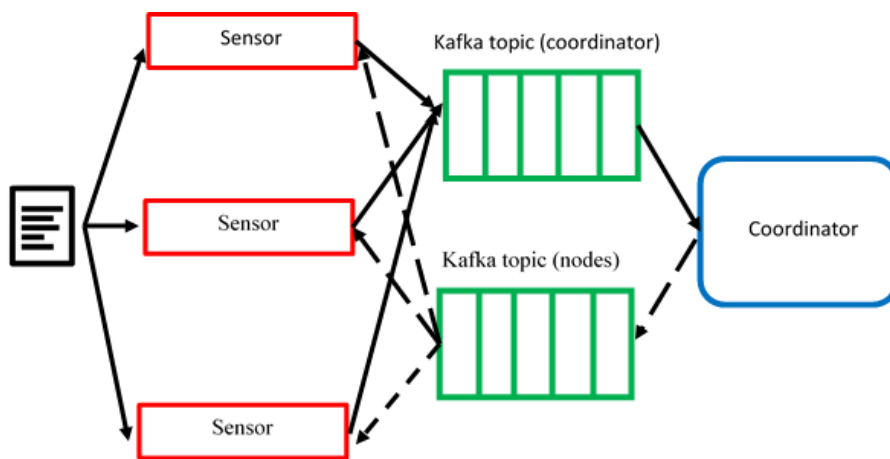 Sensor
Kafka topic (coordinator)
Sensor
Coordinator
Kafka topic (nodes)
Sensor